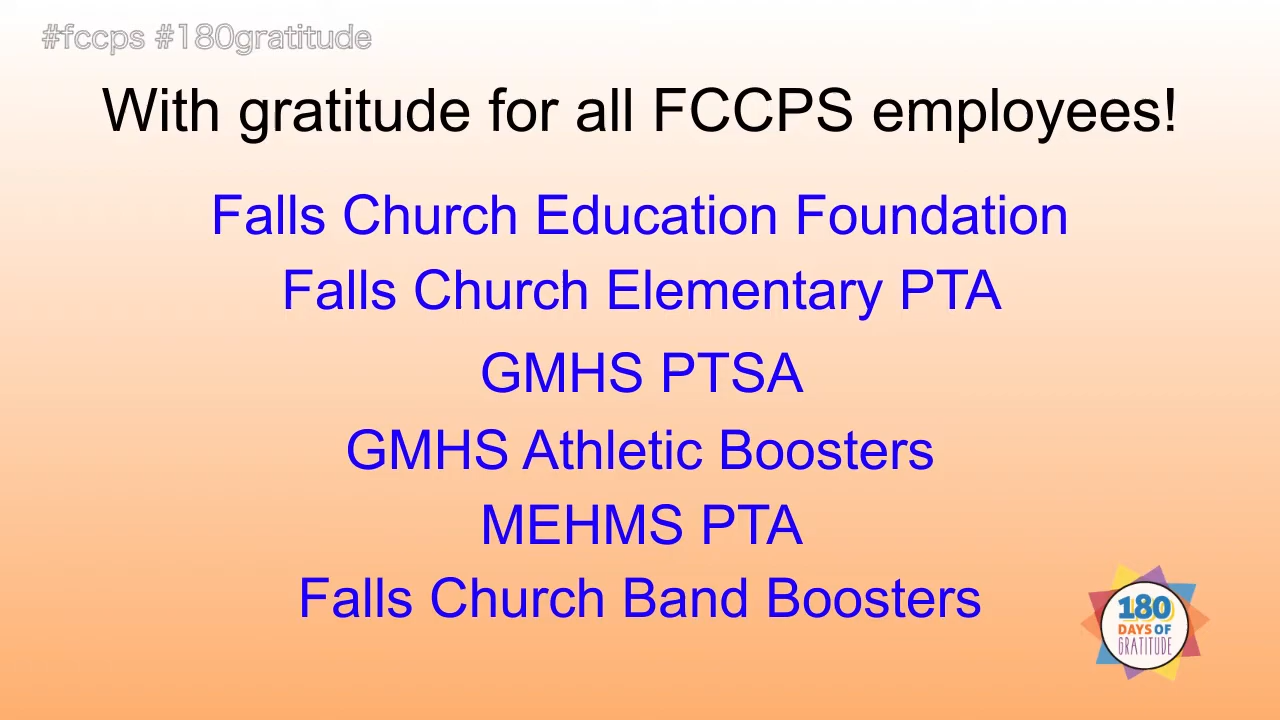 #fccps #180gratitude
With gratitude for all FCCPS employees!
Falls Church Education Foundation
Falls Church Elementary PTA
GMHS PTSA
GMHS Athletic Boosters
MEHMS PTA
Falls Church Band Boosters
180
DAYS OF
GRATITUDE